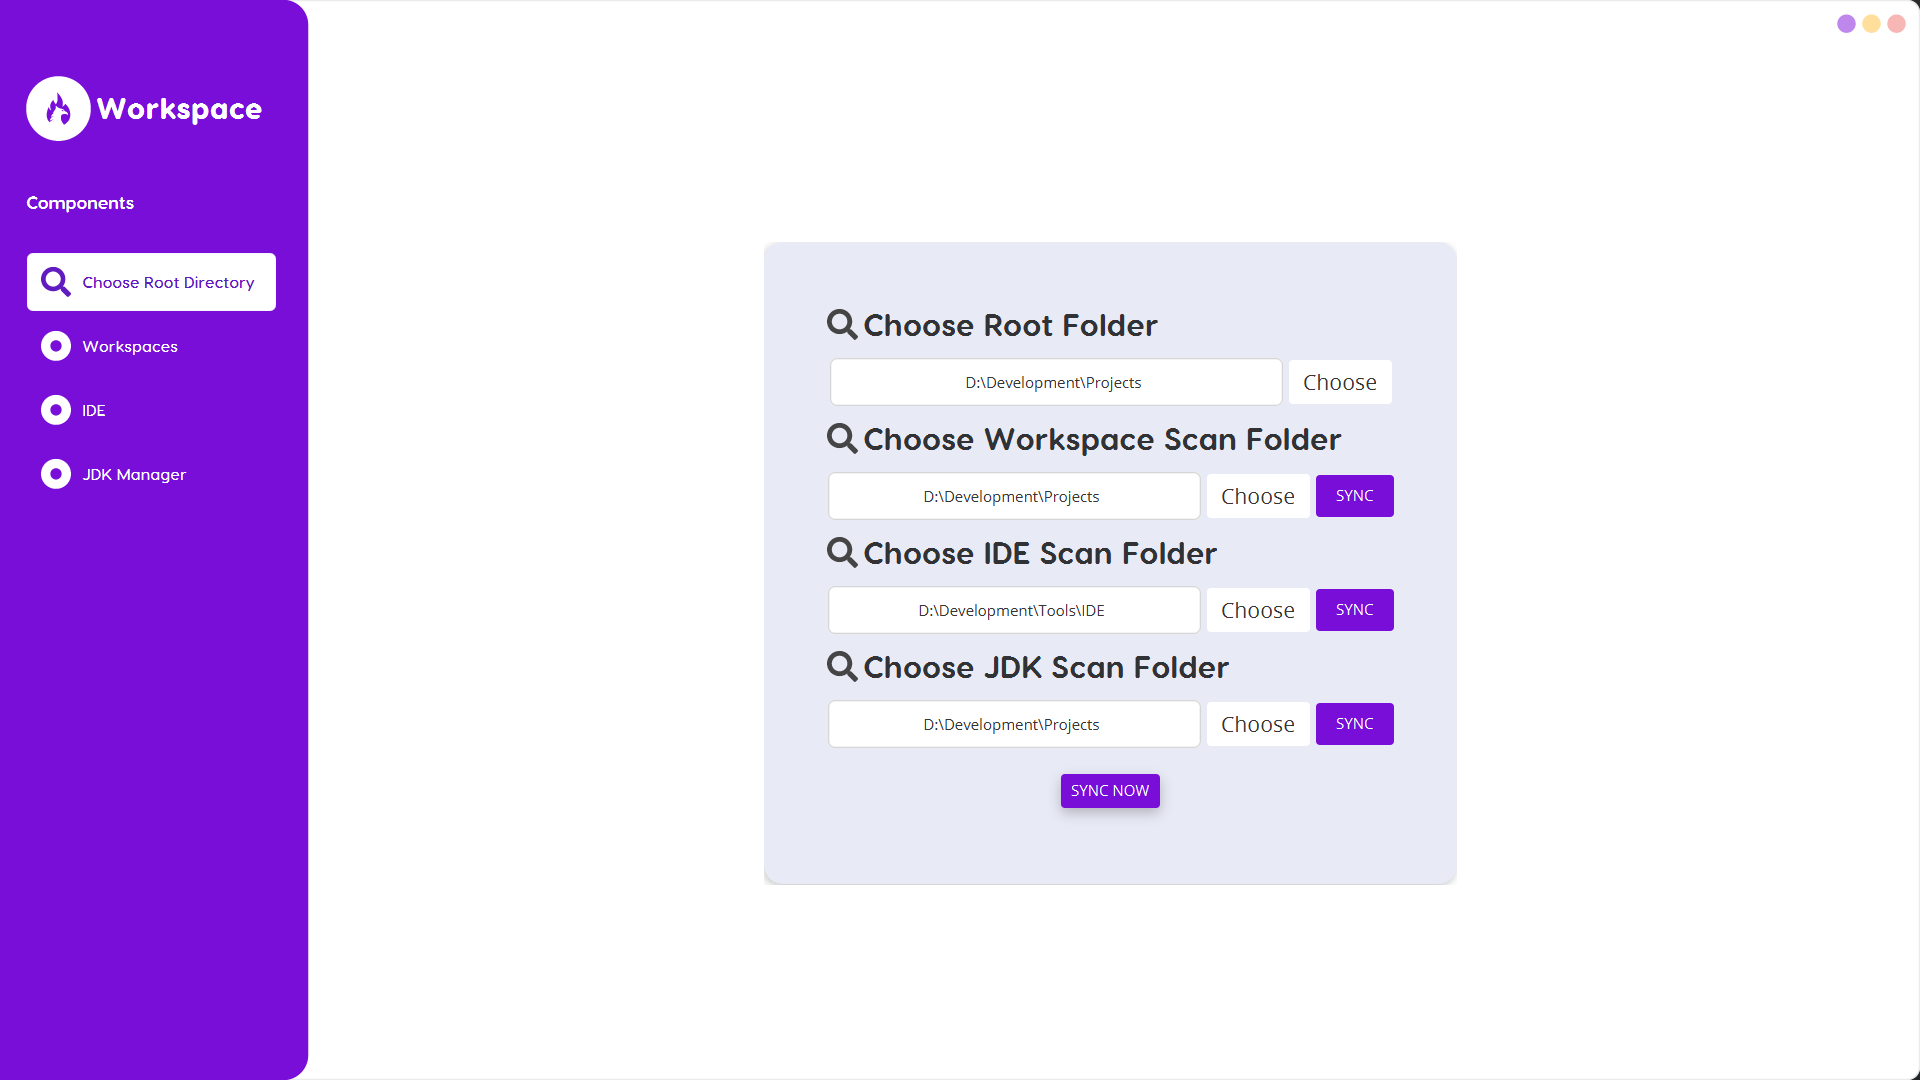 Workspace
Components
Choose Root Directory
Workspaces
IDE
JDK Manager
Choose Root Folder
D:\Development\Projects Choose
Choose Workspace Scan Folder
D:\Development\Projects Choose SYNC
Choose IDE Scan Folder
D:\Development\Tools\IDE Choose SYNC
Choose JDK Scan Folder
D:\Development\Projects Choose SYNC
SYNC NOW